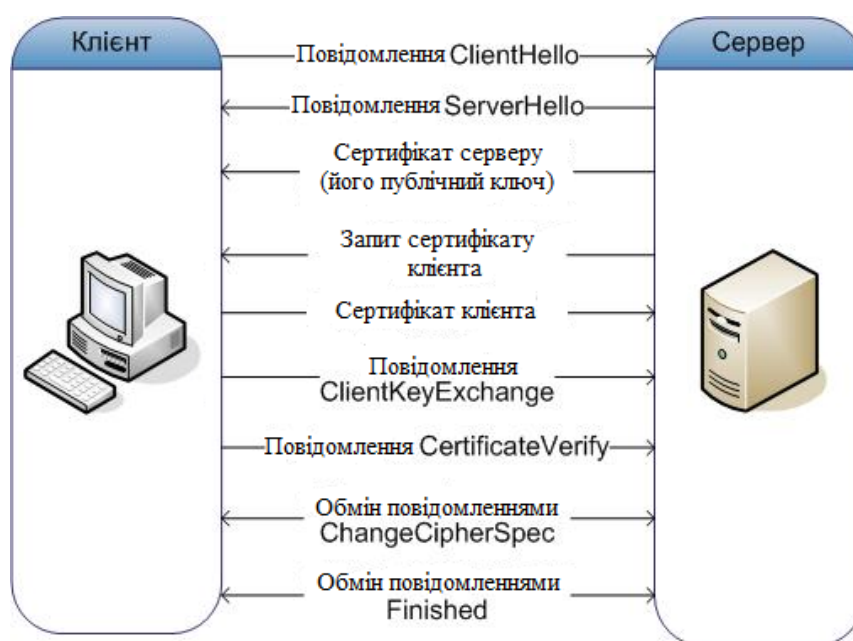 Клієнт
Сервер
Повідомлення ClientHello
Повідомлення ServerHello
Сертифікат серверу
(його публічний ключ)
Запит сертифікату
клієнта
Сертифікат клієнта
Повідомлення
ClientKeyExchange
Повідомлення CertificateVerify
Обмін повідомленнями
ChangeCipherSpec
Обмін повідомленнями
Finished